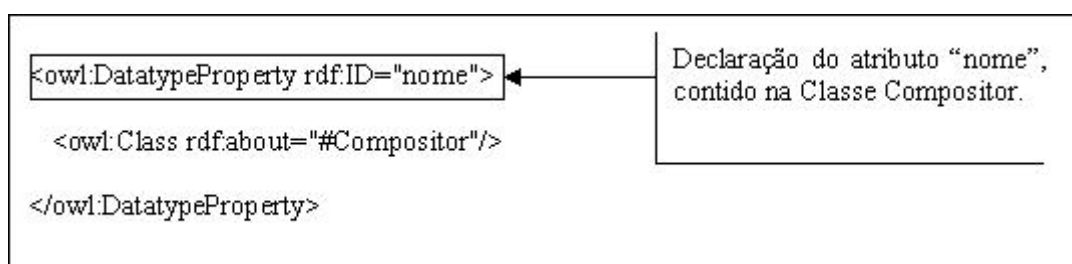 <owl:DatatypeProperty rdf:ID="nome">
Declaração do atributo “nome”,
contido na Classe Compositor.
<owl:Class rdf:about="#Compositor"/>
</owl:DatatypeProperty>